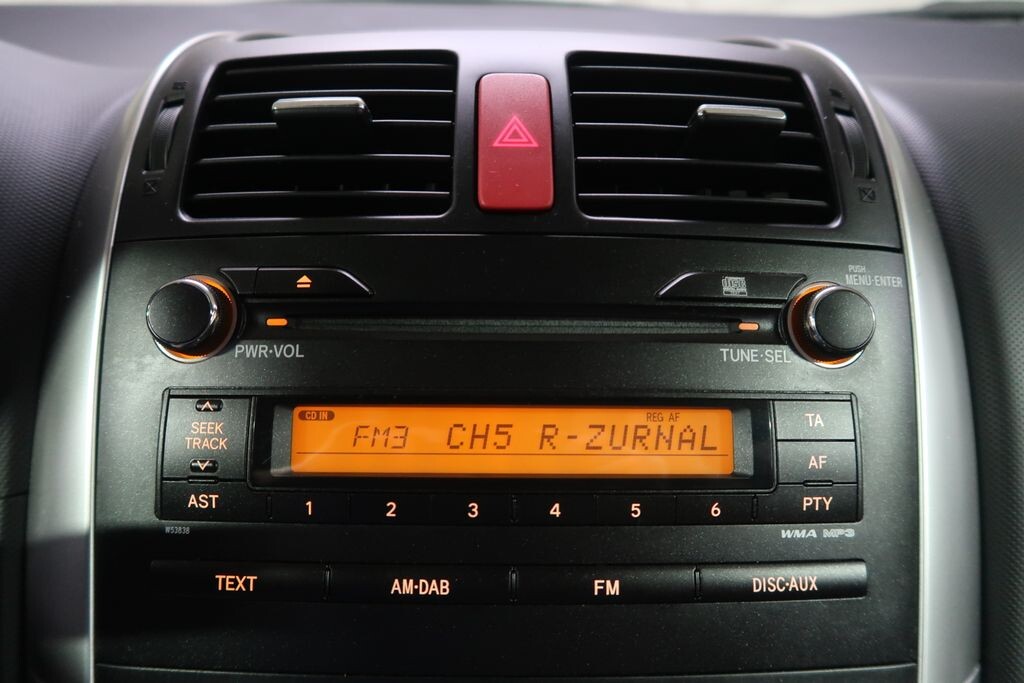 PUSH
MENU·ENTER
PWR·VOL
TUNE·SEL
CD IN
REG AF
FM3 CH5 R-ZURNAL
SEEK
TRACK
TA
AF
AST
1 2 3 4 5 6
PTY
W53838
WMA MP3
TEXT
AM·DAB
FM
DISC·AUX